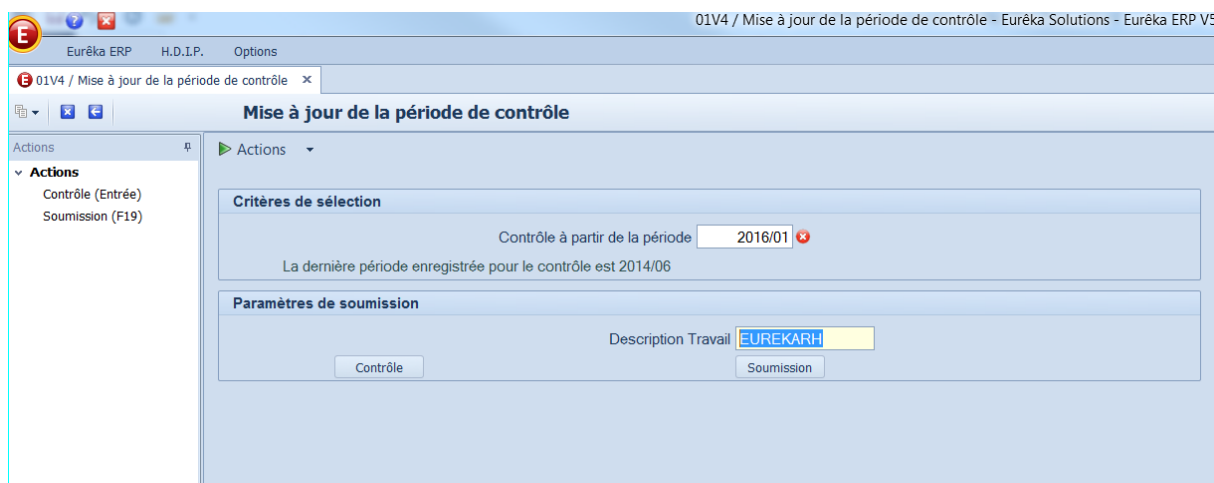 01V4 / Mise à jour de la période de contrôle - Eurêka Solutions - Eurêka ERP V5
E
Eurêka ERP H.D.I.P. Options
E 01V4 / Mise à jour de la période de contrôle
Mise à jour de la période de contrôle
Actions
Actions
Actions
Contrôle (Entrée)
Soumission (F19)
Critères de sélection
Contrôle à partir de la période 2016/01
La dernière période enregistrée pour le contrôle est 2014/06
Paramètres de soumission
Description Travail EUREKARH
Contrôle Soumission